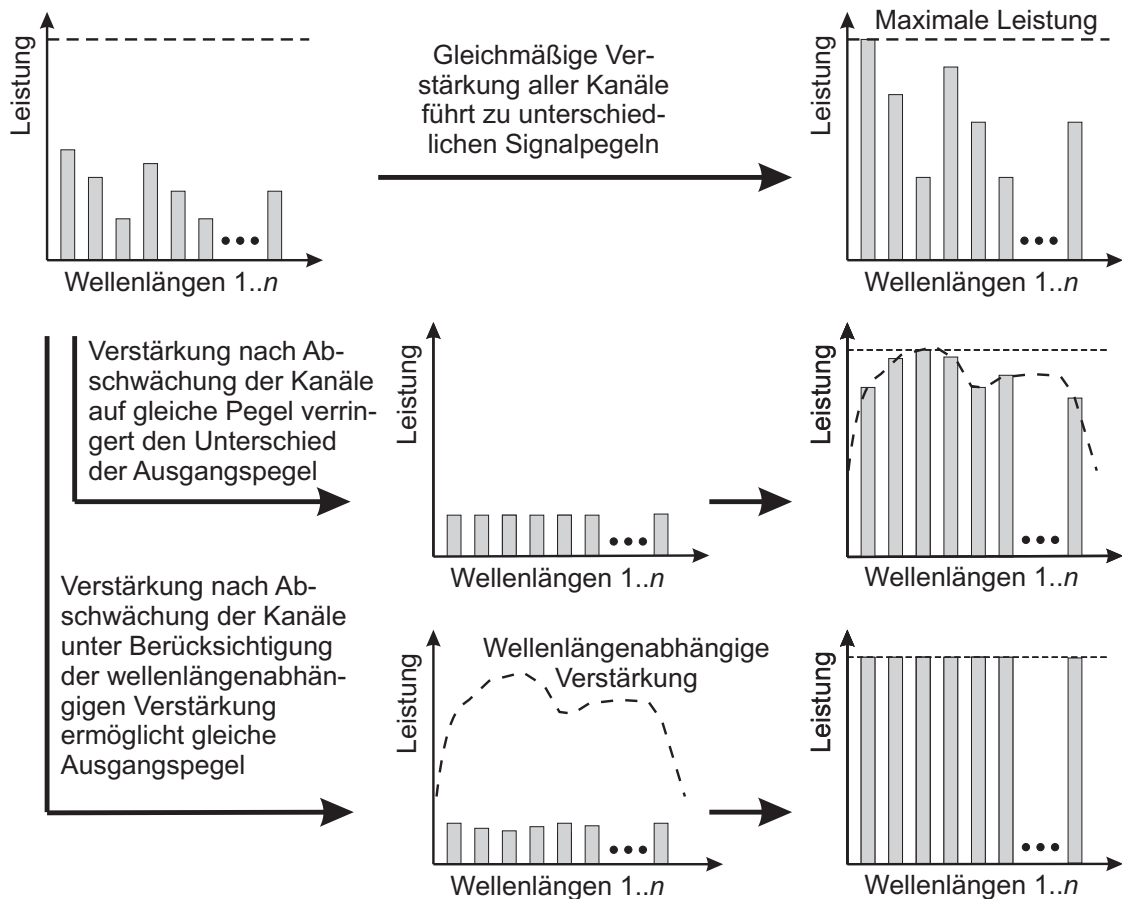 Leistung
Wellenlängen 1..n
Gleichmäßige Ver-
stärkung aller Kanäle
führt zu unterschied-
lichen Signalpegeln
Maximale Leistung
Leistung
Wellenlängen 1..n
Verstärkung nach Ab-
schwächung der Kanäle
auf gleiche Pegel verrin-
gert den Unterschied
der Ausgangspegel
Leistung
Wellenlängen 1..n
Leistung
Wellenlängen 1..n
Verstärkung nach Ab-
schwächung der Kanäle
unter Berücksichtigung
der wellenlängenabhän-
gigen Verstärkung
ermöglicht gleiche
Ausgangspegel
Wellenlängenabhängige
Verstärkung
Leistung
Wellenlängen 1..n
Leistung
Wellenlängen 1..n